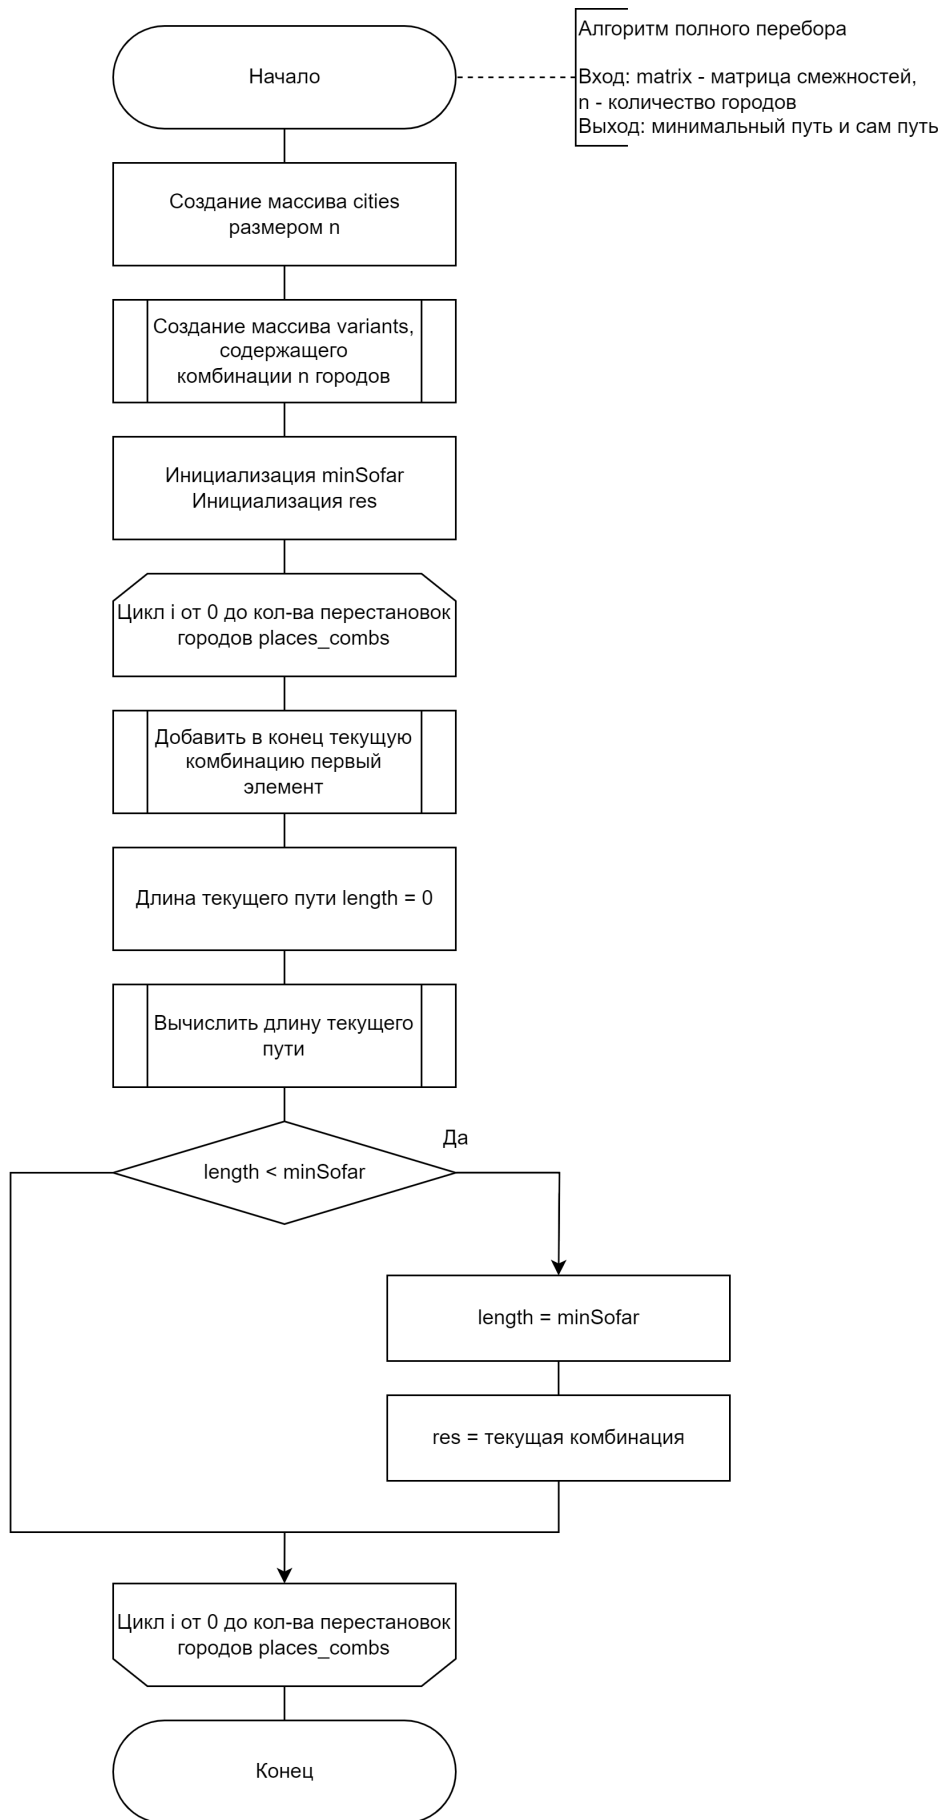 Начало
Алгоритм полного перебора
Вход: matrix - матрица смежностей,
n - количество городов
Выход: минимальный путь и сам путь
Создание массива cities
размером n
Создание массива variants,
содержащего
комбинации n городов
Инициализация minSofar
Инициализация res
Цикл i от 0 до кол-ва перестановок
городов places_combs
Добавить в конец текущую
комбинацию первый
элемент
Длина текущего пути length = 0
Вычислить длину текущего
пути
Да
length < minSofar
length = minSofar
res = текущая комбинация
Цикл i от 0 до кол-ва перестановок
городов places_combs
Конец